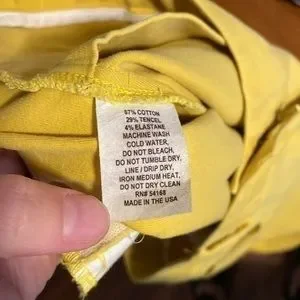 67% COTTON
29% TENCEL
4% ELASTANE
MACHINE WASH
COLD WATER
DO NOT BLEACH,
DO NOT TUMBLE DRY,
LINE / DRIP DRY,
IRON MEDIUM HEAT,
DO NOT DRY CLEAN
RN# 54168
MADE IN THE USA